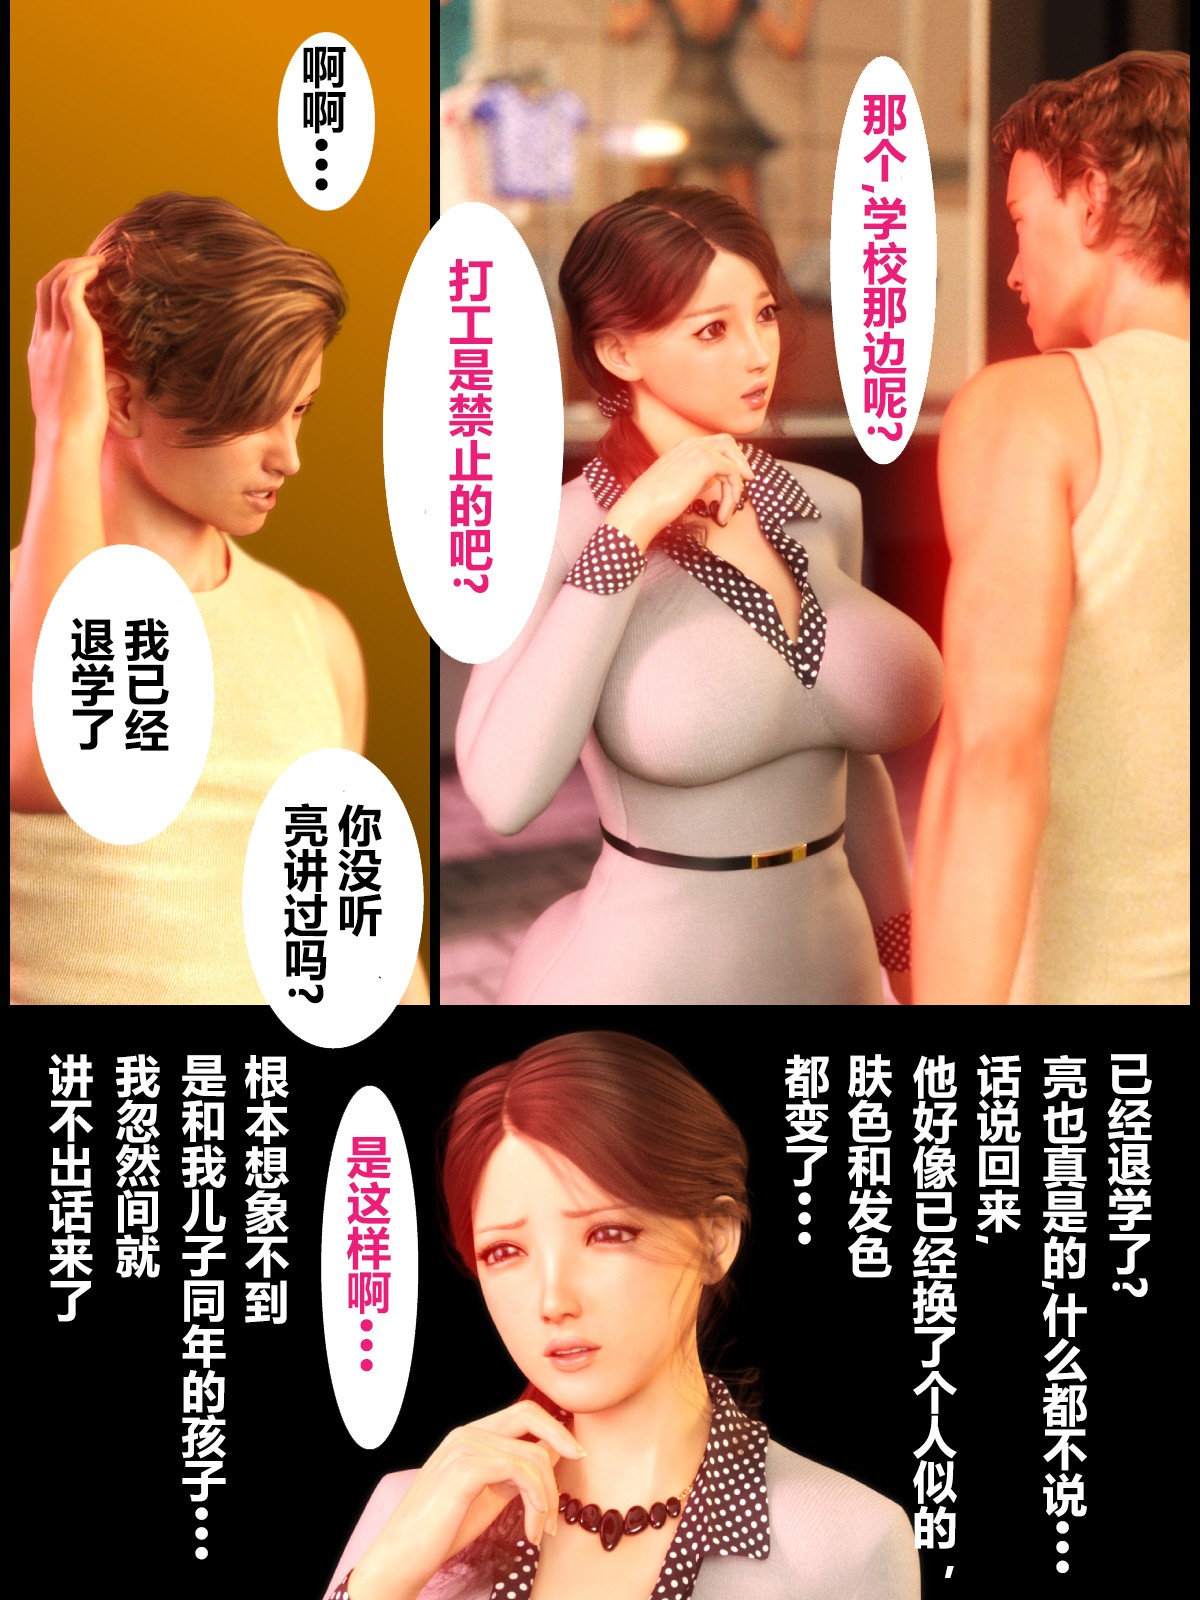 那个,学校那边呢?
打工是禁止的吧?
啊啊…
我已经
退学了
你没听
亮讲过吗?
已经退学了?
亮也真是的,什么都不说…
话说回来,
他好像已经换了个人似的,
肤色和发色
都变了…
是这样啊…
根本想象不到
是和我儿子同年的孩子…
我忽然间就
讲不出话来了